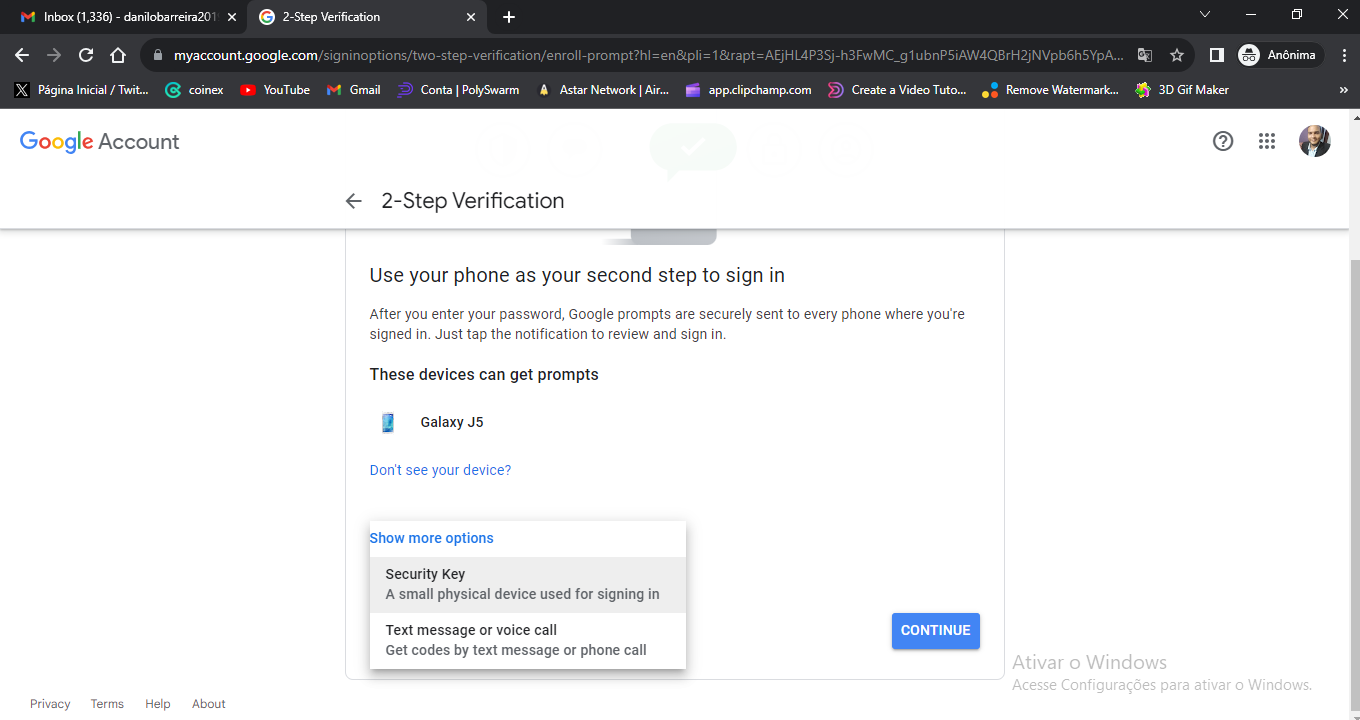 Inbox (1,336) - danilobarreira201
2-Step Verification
myaccount.google.com/signinoptions/two-step-verification/enroll-prompt?hl=en&pli=1&rapt=AEjHL4P3Sj-h3FwMC_g1ubnP5iAW4QBrH2jNVpb6h5YpA...
Anônima
Página Inicial / Twit...
coinex
YouTube
Gmail
Conta | PolySwarm
Astar Network | Air...
app.clipchamp.com
Create a Video Tuto...
Remove Watermark...
3D Gif Maker
»
Google Account
2-Step Verification
Use your phone as your second step to sign in
After you enter your password, Google prompts are securely sent to every phone where you're
signed in. Just tap the notification to review and sign in.
These devices can get prompts
Galaxy J5
Don't see your device?
Show more options
Security Key
A small physical device used for signing in
Text message or voice call
Get codes by text message or phone call
CONTINUE
Ativar o Windows
Acesse Configurações para ativar o Windows.
Privacy Terms Help About